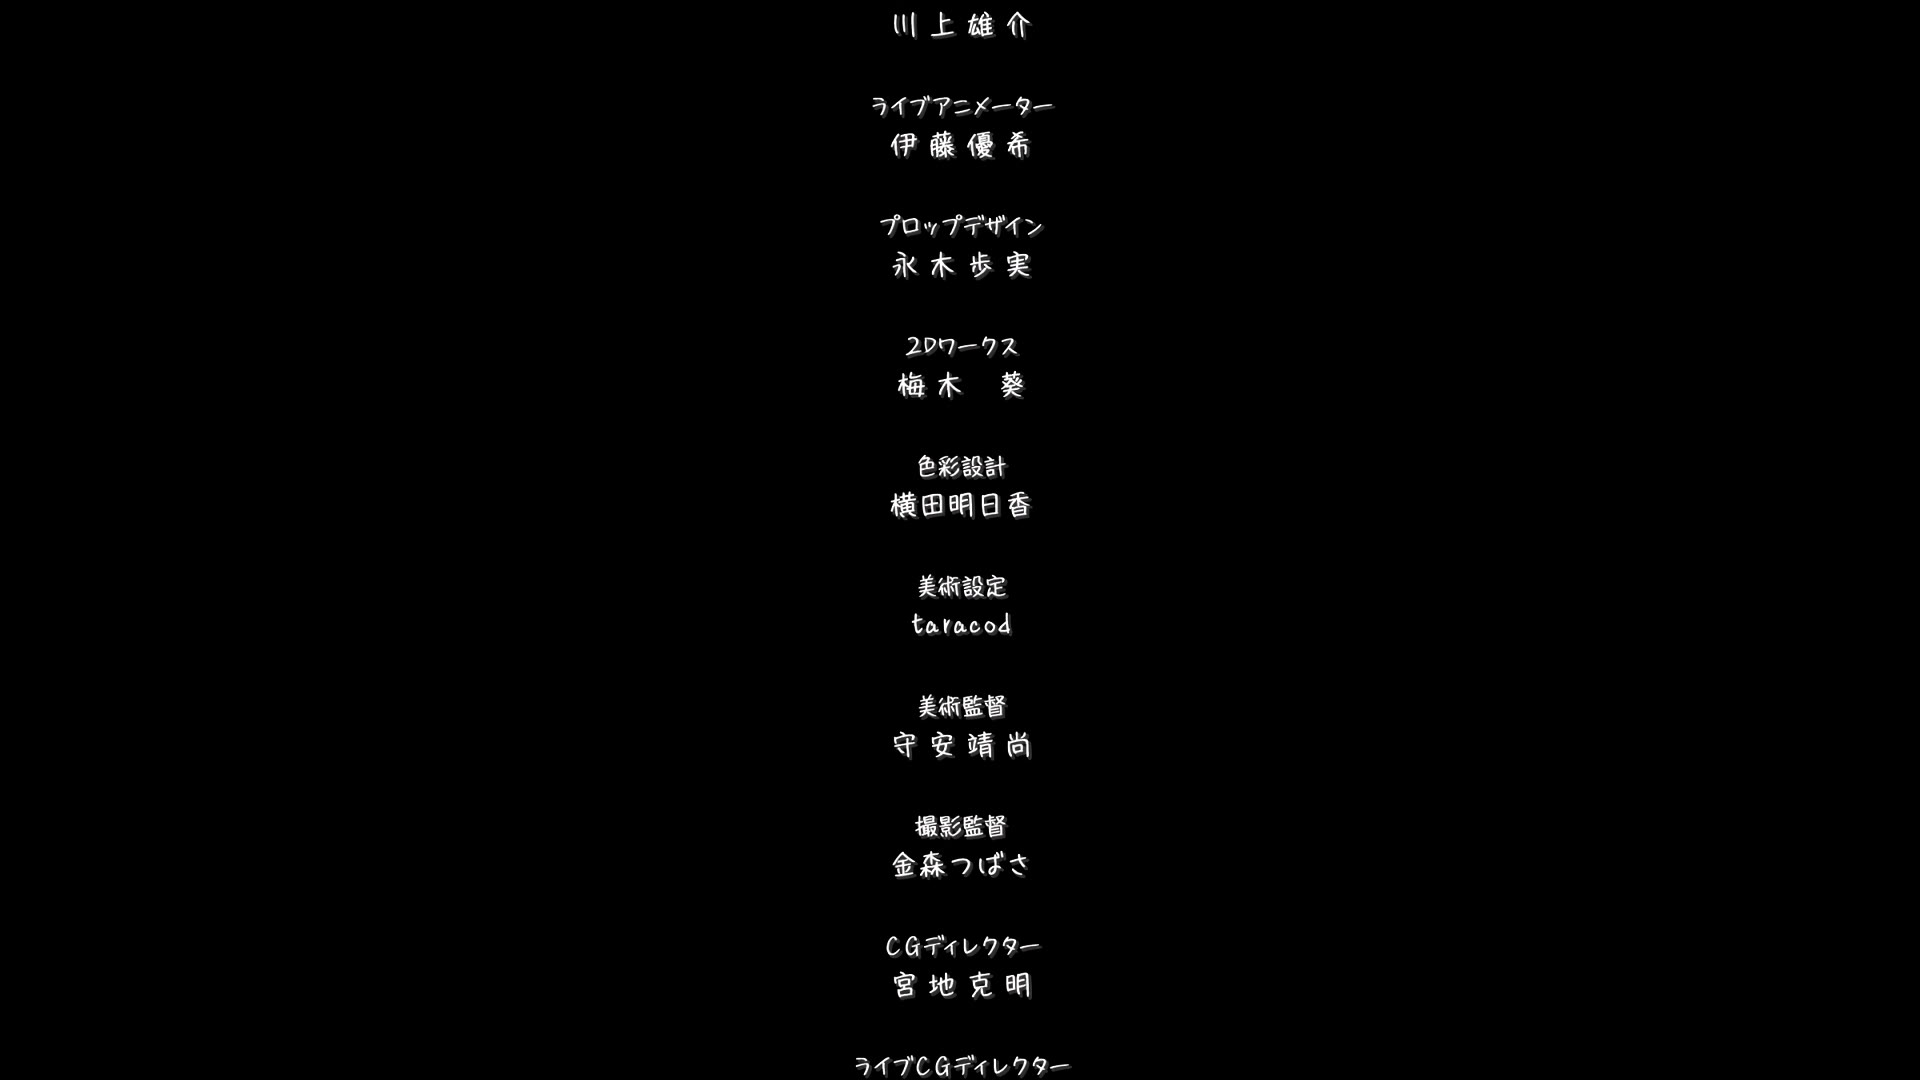 川上雄介
ライブアニメーター
伊藤優希
プロップデザイン
永木歩実
2Dワークス
梅木　葵
色彩設計
横田明日香
美術設定
taracod
美術監督
守安靖尚
撮影監督
金森つばさ
CGディレクター
宮地克明
ライブCGディレクター